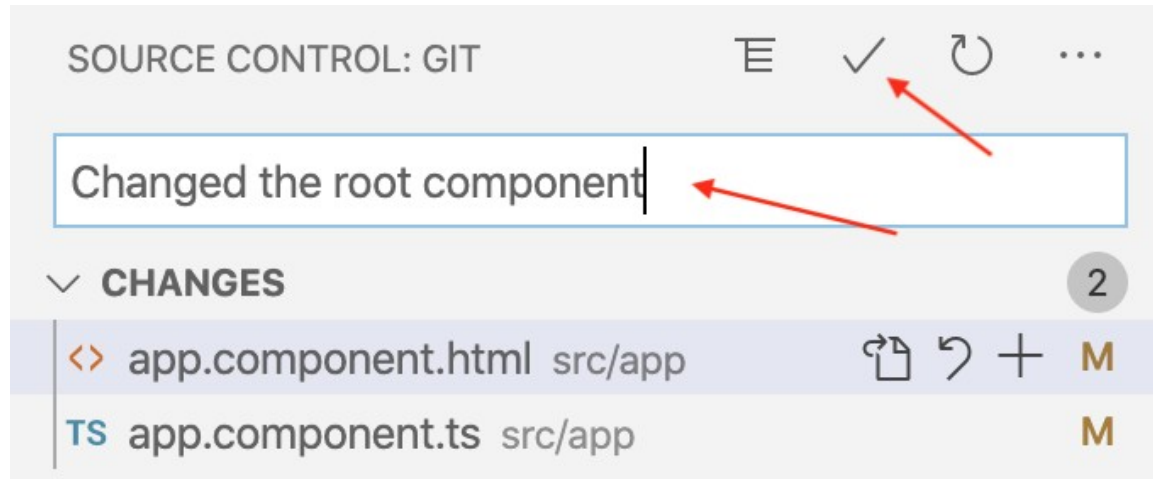 SOURCE CONTROL: GIT
Changed the root component
CHANGES 2
<> app.component.html src/app M
TS app.component.ts src/app M